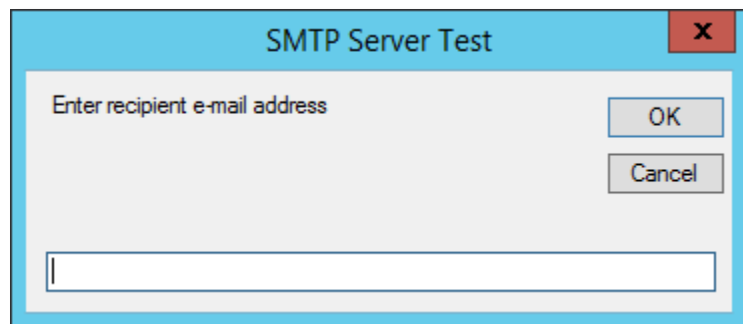 SMTP Server Test
x
Enter recipient e-mail address
OK
Cancel